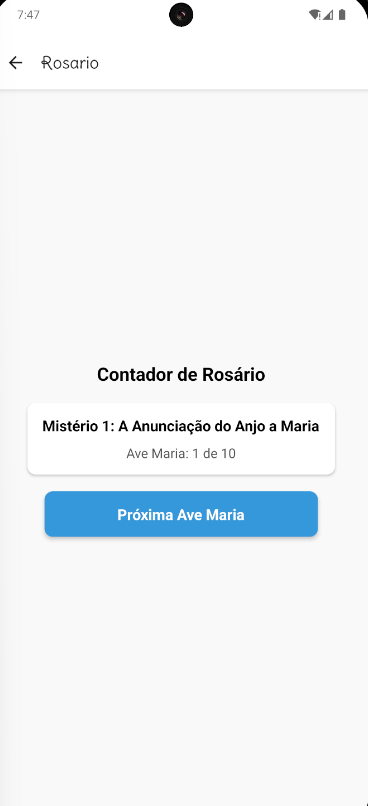 7:47
Rosario
Contador de Rosário
Mistério 1: A Anunciação do Anjo a Maria
Ave Maria: 1 de 10
Próxima Ave Maria